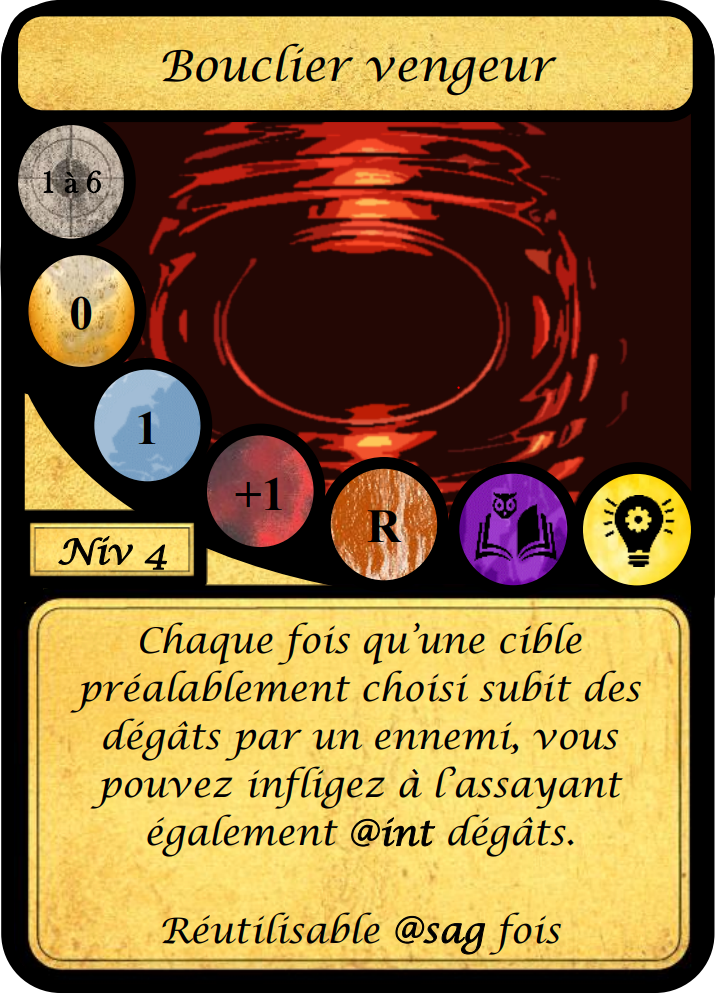 Bouclier vengeur
1 à 6
0
1
+1
R
Niv 4
Chaque fois qu'une cible
préalablement choisi subit des
dégâts par un ennemi, vous
pouvez infligez à l'assayant
également @int dégâts.
Réutilisable @sag fois